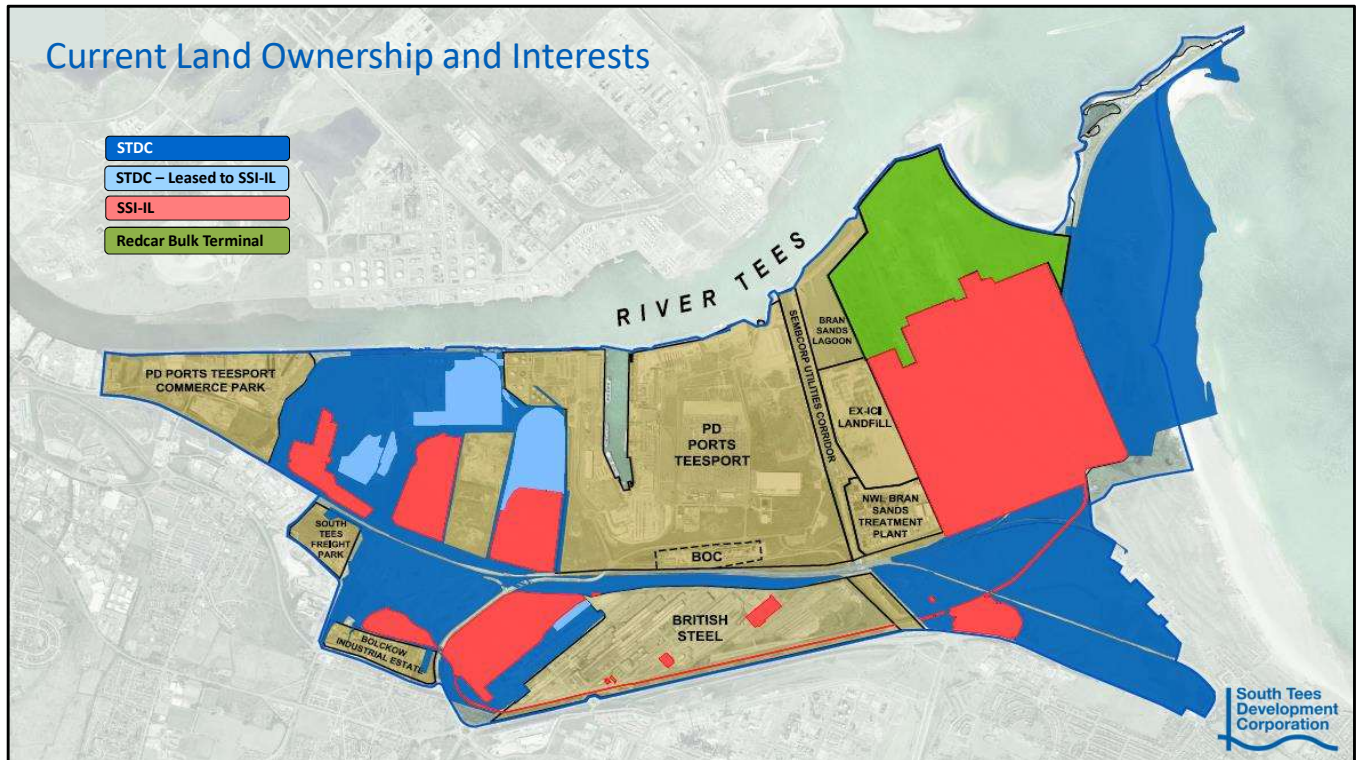 Current Land Ownership and Interests
STDC
STDC – Leased to SSI-IL
SSI-IL
Redcar Bulk Terminal
RIVER TEES
BRAN
SANDS
LAGOON
SEMBCORP UTILITIES CORRIDOR
PD PORTS TEESPORT
COMMERCE PARK
EX-ICI
LANDFILL
PD
PORTS
TEESPORT
NWL BRAN
SANDS
TREATMENT
PLANT
SOUTH
TEES
FREIGHT
PARK
BOC
BRITISH
STEEL
BOLCKOW
INDUSTRIAL ESTATE
South Tees
Development
Corporation